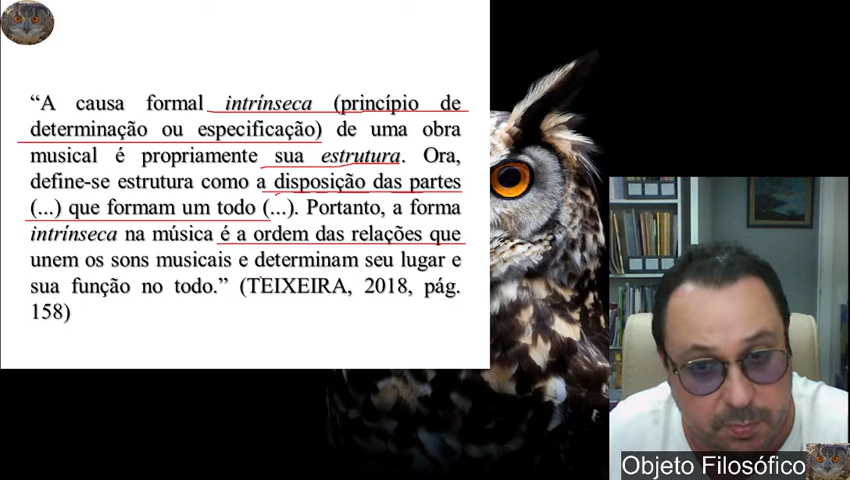 “A causa formal intrínseca (princípio de
determinação ou especificação) de uma obra
musical é propriamente sua estrutura. Ora,
define-se estrutura como a disposição das partes
(...) que formam um todo (...). Portanto, a forma
intrínseca na música é a ordem das relações que
unem os sons musicais e determinam seu lugar e
sua função no todo.” (TEIXEIRA, 2018, pág.
158)
Objeto Filosófico